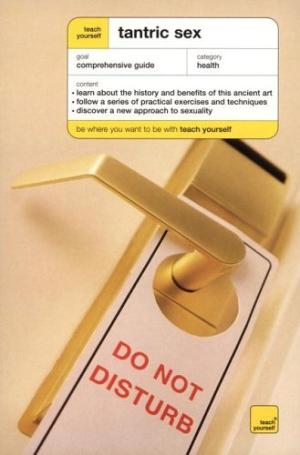 teach
yourself
tantric sex
goal
comprehensive guide
category
health
content
• learn about the history and benefits of this ancient art
• follow a series of practical exercises and techniques
• discover a new approach to sexuality
be where you want to be with teach yourself
DO NOT
DISTURB
teach
yourself